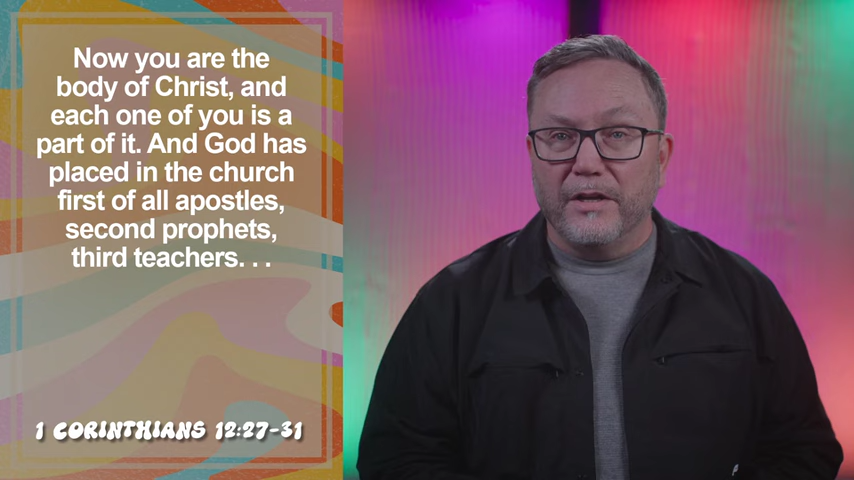 Now you are the
body of Christ, and
each one of you is a
part of it. And God has
placed in the church
first of all apostles,
second prophets,
third teachers. . .
1 CORINTHIANS 12:27-31